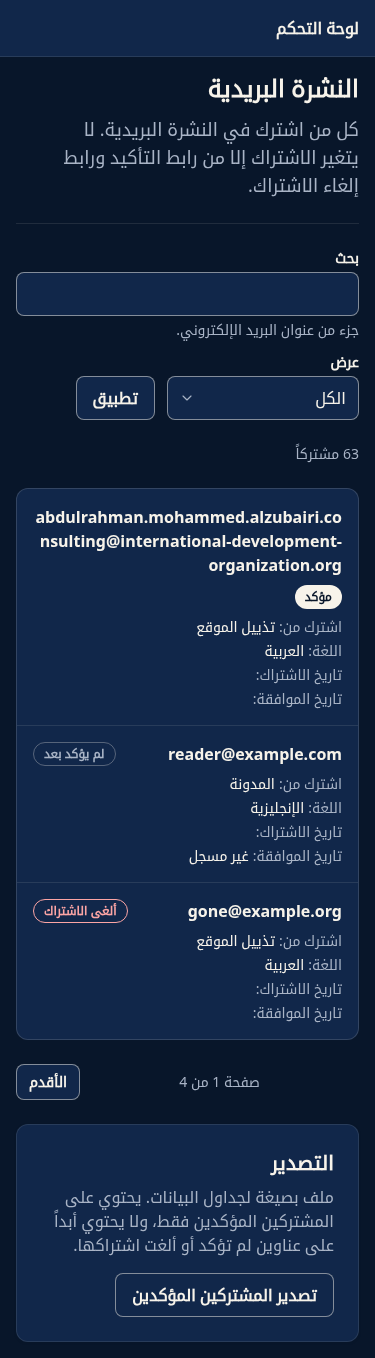 لوحة التحكم
النشرة البريدية
كل من اشترك في النشرة البريدية. لا
يتغير الاشتراك إلا من رابط التأكيد ورابط
إلغاء الاشتراك.
بحث
جزء من عنوان البريد الإلكتروني.
عرض
الكل
تطبيق
63 مشتركاً
abdulrahman.mohammed.alzubairi.co
nsulting@international-development-
organization.org
مؤكد
اشترك من: تذييل الموقع
اللغة: العربية
تاريخ الاشتراك:
تاريخ الموافقة:
reader@example.com
لم يؤكد بعد
اشترك من: المدونة
اللغة: الإنجليزية
تاريخ الاشتراك:
تاريخ الموافقة: غير مسجل
gone@example.org
ألغى الاشتراك
اشترك من: تذييل الموقع
اللغة: العربية
تاريخ الاشتراك:
تاريخ الموافقة:
صفحة 1 من 4
الأقدم
التصدير
ملف بصيغة لجداول البيانات. يحتوي على
المشتركين المؤكدين فقط، ولا يحتوي أبداً
على عناوين لم تؤكد أو ألغت اشتراكها.
تصدير المشتركين المؤكدين